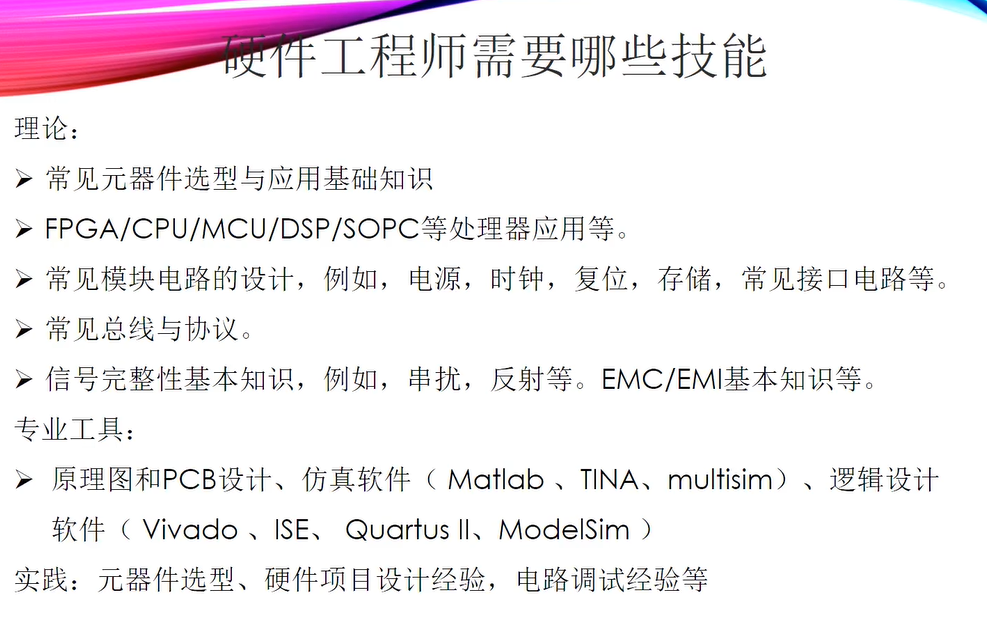 硬件工程师需要哪些技能
理论：
➢ 常见元器件选型与应用基础知识
➢ FPGA/CPU/MCU/DSP/SOPC等处理器应用等。
➢ 常见模块电路的设计，例如，电源，时钟，复位，存储，常见接口电路等。
➢ 常见总线与协议。
➢ 信号完整性基本知识，例如，串扰，反射等。EMC/EMI基本知识等。
专业工具：
➢ 原理图和PCB设计、仿真软件（ Matlab 、TINA、multisim）、逻辑设计
软件（ Vivado 、ISE、 Quartus II、ModelSim ）
实践：元器件选型、硬件项目设计经验，电路调试经验等